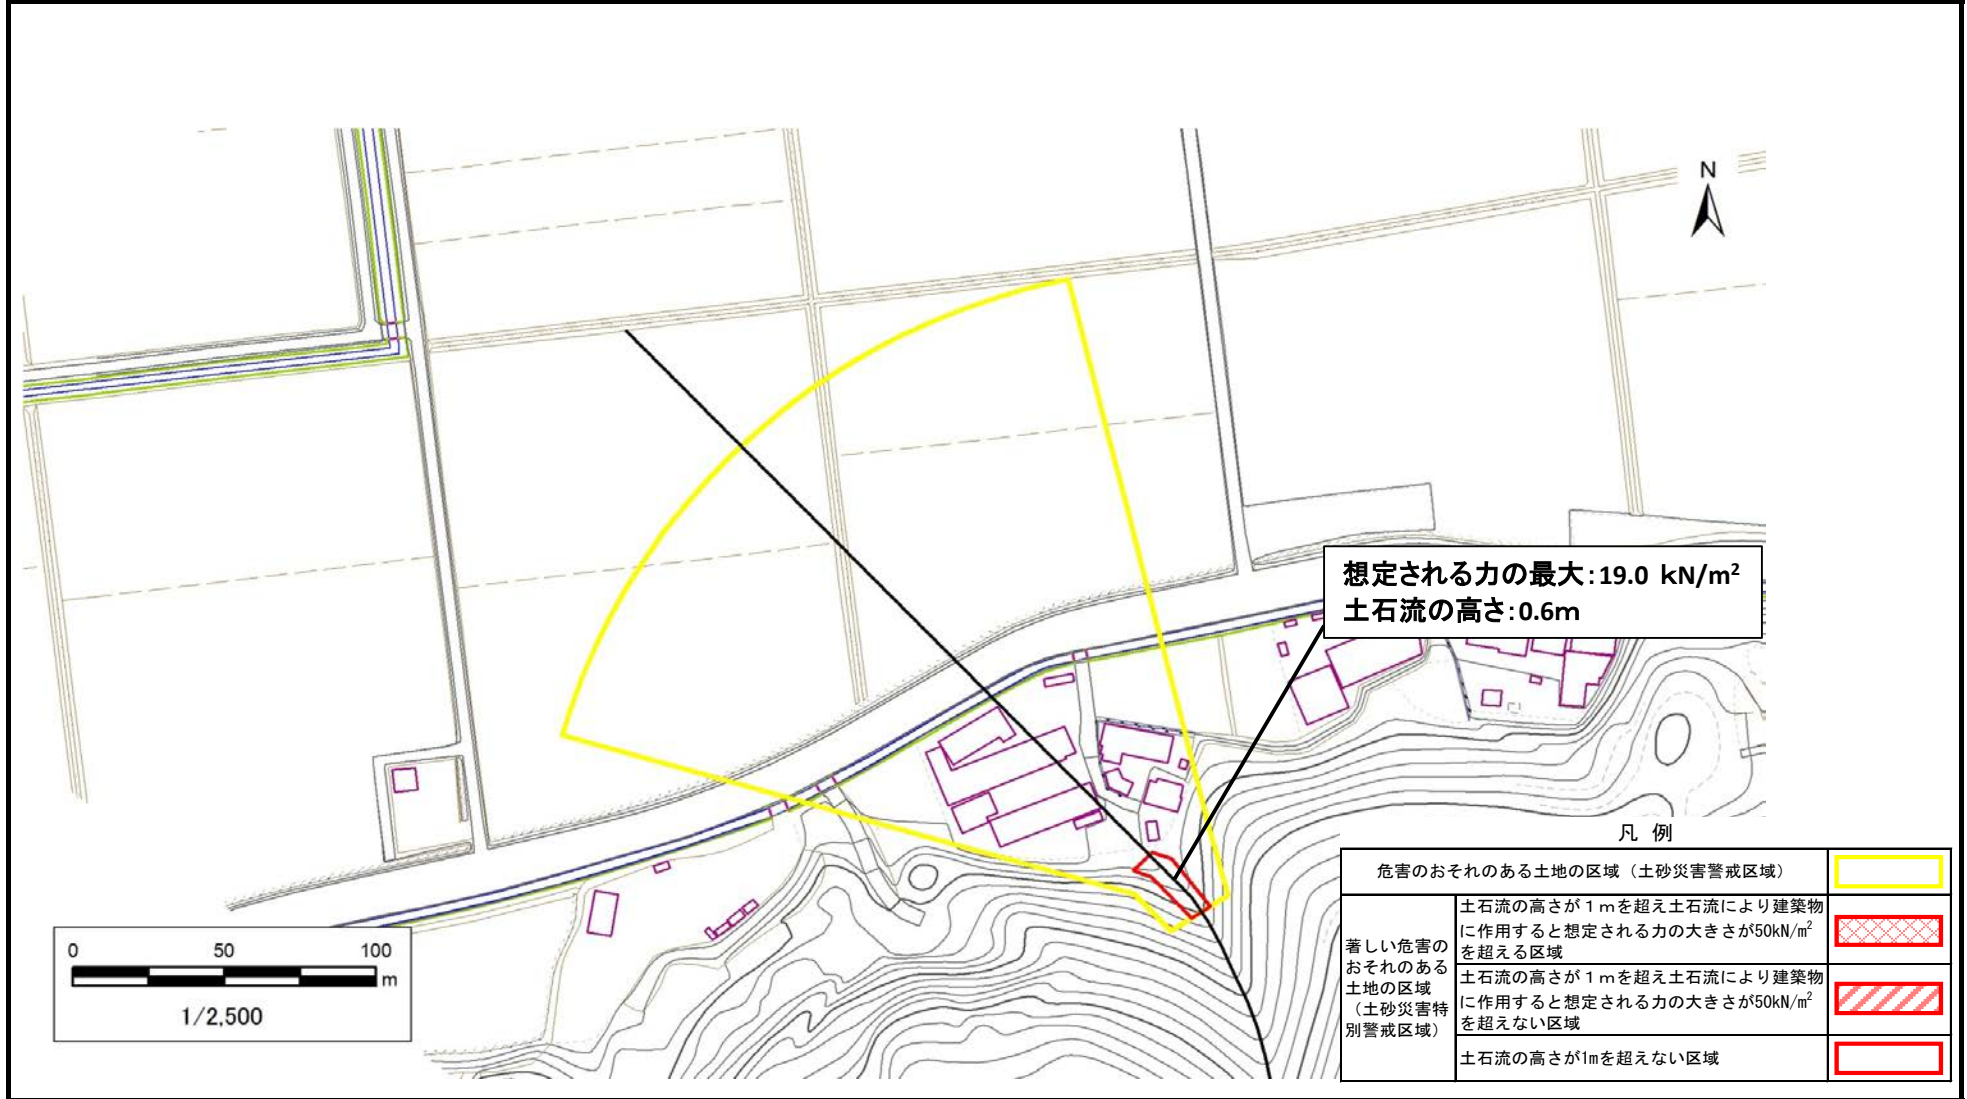 N
想定される力の最大：19.0 kN/m²
土石流の高さ：0.6m
0 50 100
m
1/2,500
凡 例
危害のおそれのある土地の区域（土砂災害警戒区域）
著しい危害の
おそれのある
土地の区域
（土砂災害特
別警戒区域）
土石流の高さが１ｍを超え土石流により建築物
に作用すると想定される力の大きさが50kN/m²
を超える区域
土石流の高さが１ｍを超え土石流により建築物
に作用すると想定される力の大きさが50kN/m²
を超えない区域
土石流の高さが1mを超えない区域